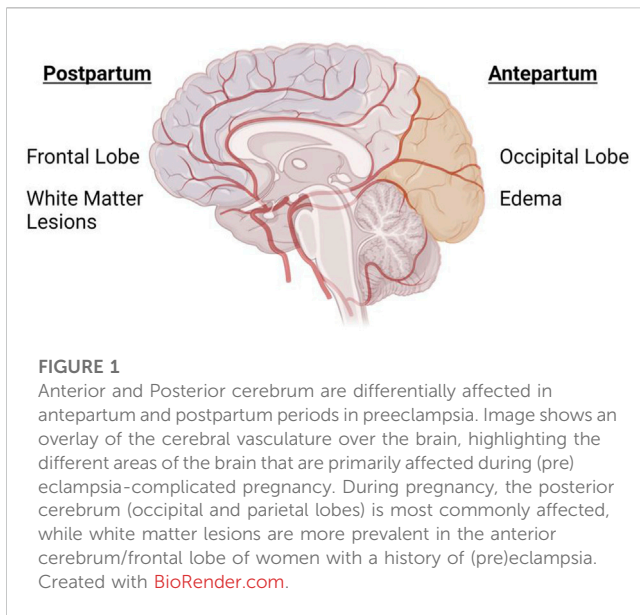 Postpartum
Antepartum
Frontal Lobe
White Matter
Lesions
Occipital Lobe
Edema
FIGURE 1
Anterior and Posterior cerebrum are differentially affected in
antepartum and postpartum periods in preeclampsia. Image shows an
overlay of the cerebral vasculature over the brain, highlighting the
different areas of the brain that are primarily affected during (pre)
eclampsia-complicated pregnancy. During pregnancy, the posterior
cerebrum (occipital and parietal lobes) is most commonly affected,
while white matter lesions are more prevalent in the anterior
cerebrum/frontal lobe of women with a history of (pre)eclampsia.
Created with BioRender.com.